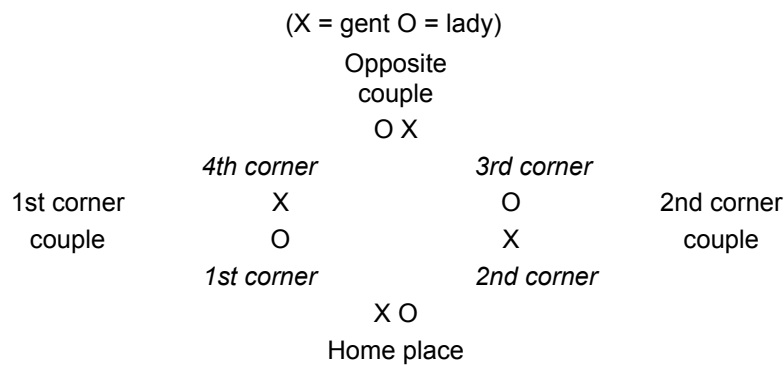 (X = gent O = lady)
Opposite
couple
O X
4th corner 3rd corner
1st corner X O 2nd corner
couple O X couple
1st corner 2nd corner
X O
Home place